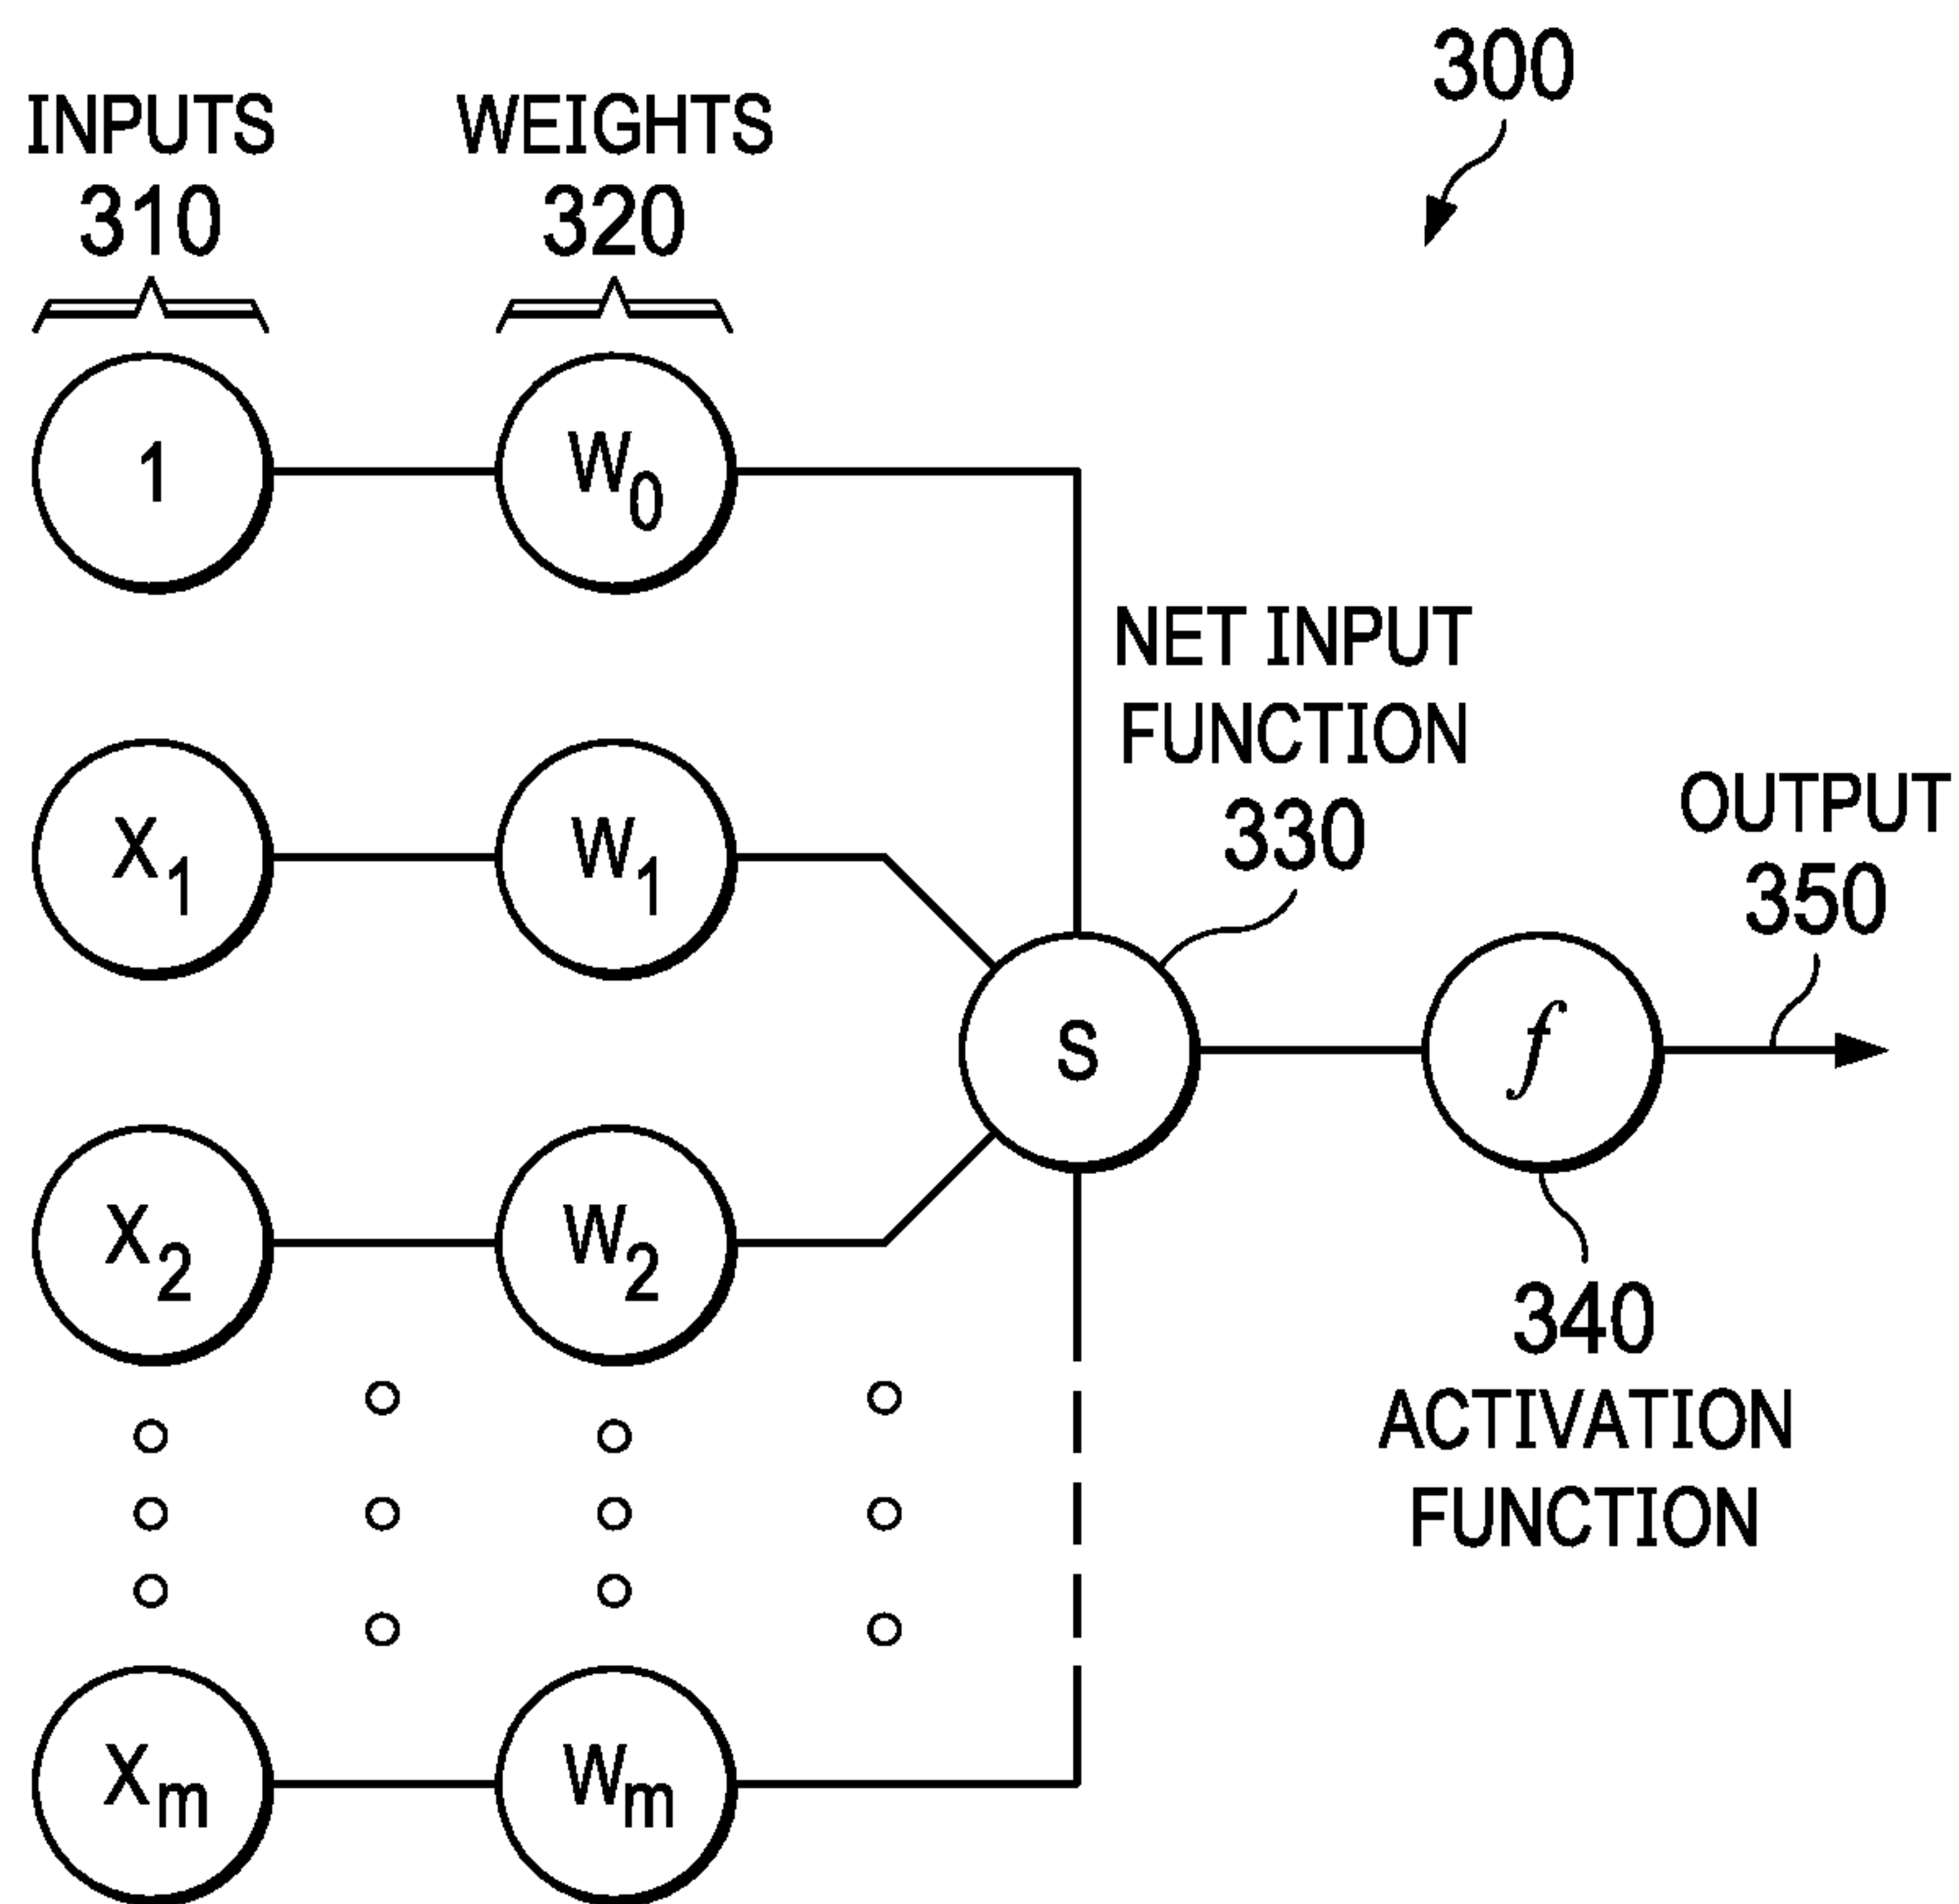 300
INPUTS
310
WEIGHTS
320
1
W0
NET INPUT
FUNCTION
330
X1
W1
OUTPUT
350
S
f
X2
W2
340
ACTIVATION
FUNCTION
Xm
Wm